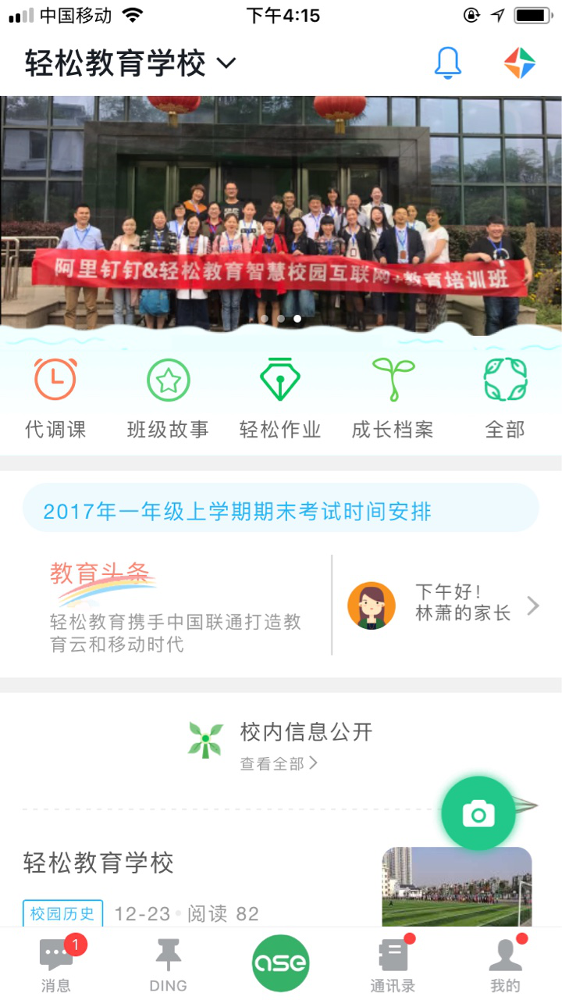 中国移动
下午4:15
轻松教育学校
阿里钉钉&轻松教育智慧校园互联网+教育培训班
代调课
班级故事
轻松作业
成长档案
全部
2017年一年级上学期期末考试时间安排
教育头条
轻松教育携手中国联通打造教
育云和移动时代
下午好！
林萧的家长
校内信息公开
查看全部
轻松教育学校
校园历史 12-23 阅读 82
1
消息
DING
ase
通讯录
我的